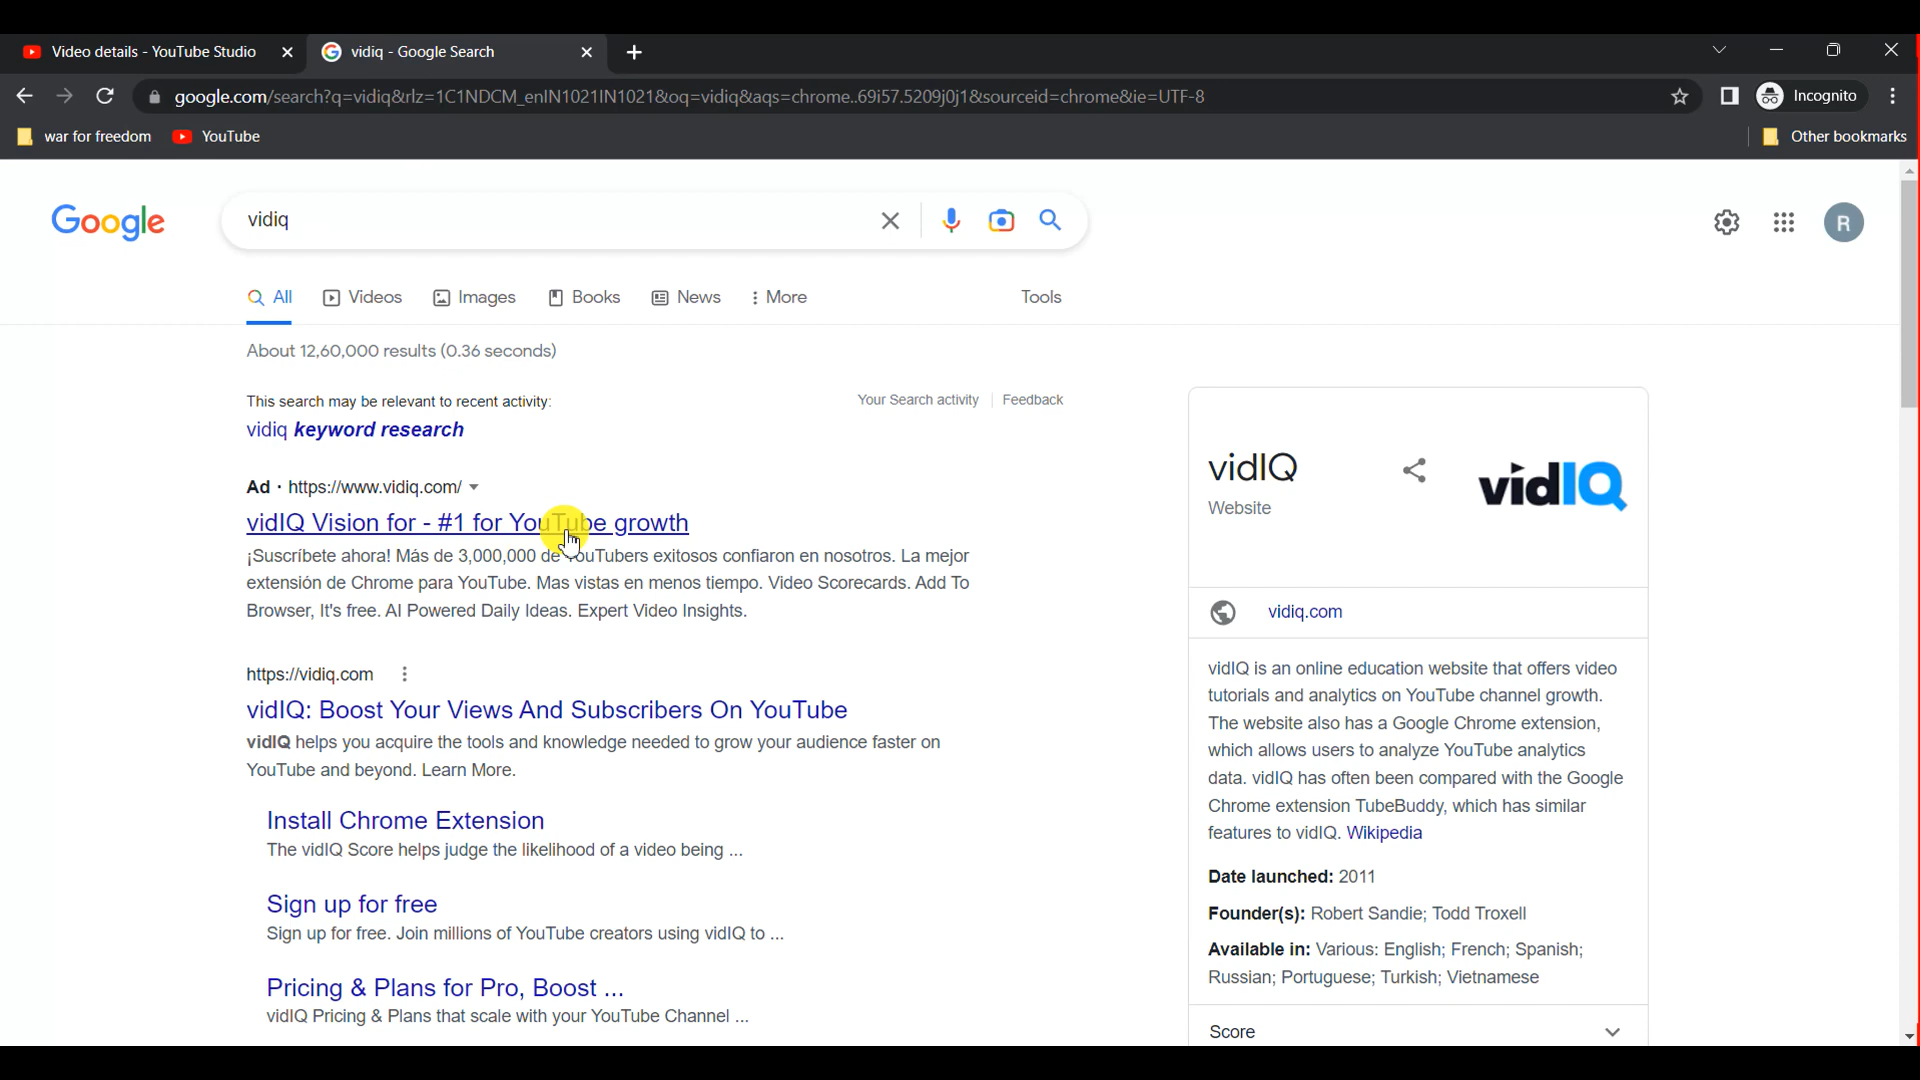 Video details - YouTube Studio
vidiq - Google Search
google.com/search?q=vidiq&rlz=1C1NDCM_enIN1021IN1021&oq=vidiq&aqs=chrome..69i57.5209j0j1&sourceid=chrome&ie=UTF-8
Incognito
war for freedom
YouTube
Other bookmarks
Google
vidiq
R
All
Videos
Images
Books
News
More
Tools
About 12,60,000 results (0.36 seconds)
This search may be relevant to recent activity:
Your Search activity
Feedback
vidiq keyword research
Ad · https://www.vidiq.com/
vidIQ Vision for - #1 for YouTube growth
¡Suscríbete ahora! Más de 3,000,000 de YouTubers exitosos confiaron en nosotros. La mejor
extensión de Chrome para YouTube. Mas vistas en menos tiempo. Video Scorecards. Add To
Browser, It's free. AI Powered Daily Ideas. Expert Video Insights.
https://vidiq.com
vidIQ: Boost Your Views And Subscribers On YouTube
vidIQ helps you acquire the tools and knowledge needed to grow your audience faster on
YouTube and beyond. Learn More.
Install Chrome Extension
The vidIQ Score helps judge the likelihood of a video being ...
Sign up for free
Sign up for free. Join millions of YouTube creators using vidIQ to ...
Pricing & Plans for Pro, Boost ...
vidIQ Pricing & Plans that scale with your YouTube Channel ...
vidIQ
Website
vidIQ
vidiq.com
vidIQ is an online education website that offers video
tutorials and analytics on YouTube channel growth.
The website also has a Google Chrome extension,
which allows users to analyze YouTube analytics
data. vidIQ has often been compared with the Google
Chrome extension TubeBuddy, which has similar
features to vidIQ. Wikipedia
Date launched: 2011
Founder(s): Robert Sandie; Todd Troxell
Available in: Various: English; French; Spanish;
Russian; Portuguese; Turkish; Vietnamese
Score